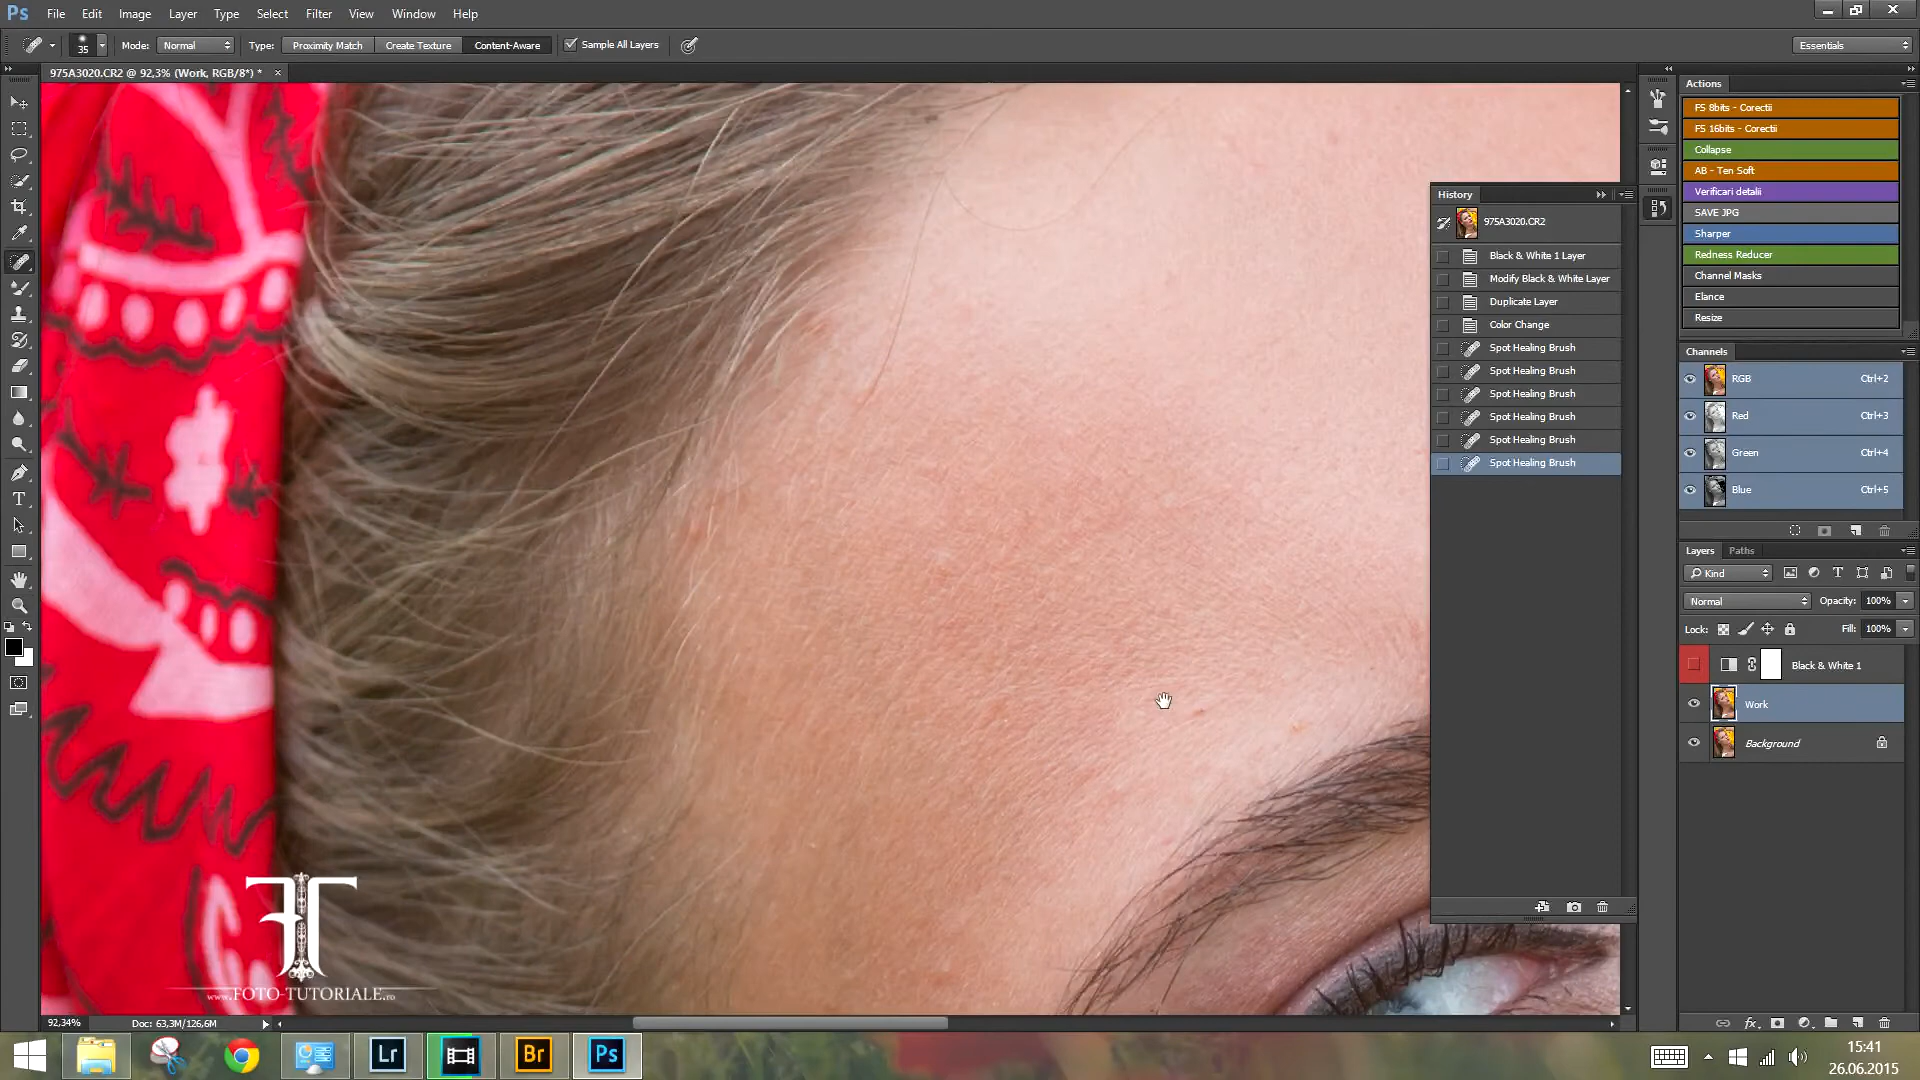 Ps File Edit Image Layer Type Select Filter View Window Help
35 Mode: Normal Type: Proximity Match Create Texture Content-Aware Sample All Layers Essentials
975A3020.CR2 @ 92,3% (Work, RGB/8*) * ×
Actions
FS 8bits - Corectii
FS 16bits - Corectii
Collapse
AB - Ten Soft
Verificari detalii
SAVE JPG
Sharper
Redness Reducer
Channel Masks
Elance
Resize
History
975A3020.CR2
Black & White 1 Layer
Modify Black & White Layer
Duplicate Layer
Color Change
Spot Healing Brush
Spot Healing Brush
Spot Healing Brush
Spot Healing Brush
Spot Healing Brush
Spot Healing Brush
Channels
RGB Ctrl+2
Red Ctrl+3
Green Ctrl+4
Blue Ctrl+5
Layers Paths
Kind
Normal Opacity: 100%
Lock: Fill: 100%
Black & White 1
Work
Background
FT
www.FOTO-TUTORIALE.ro
92,34% Doc: 63,3M/126,6M
Lr Br Ps
15:41
26.06.2015